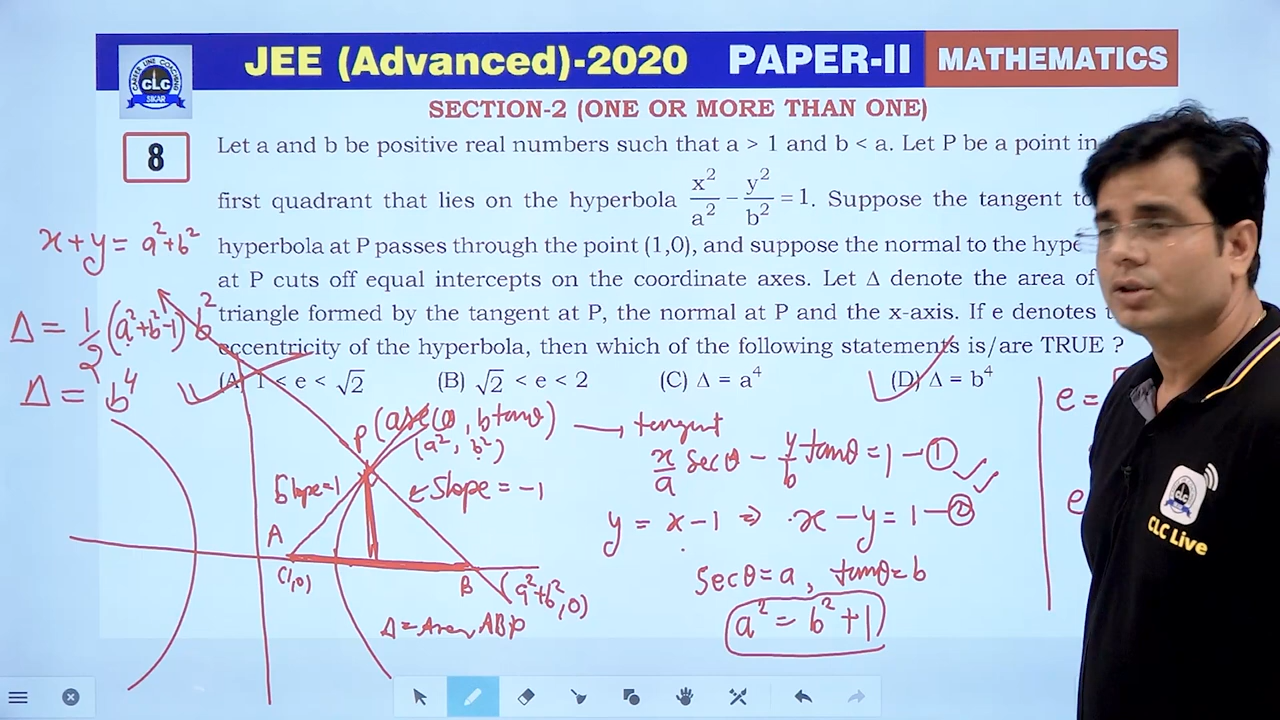 JEE (Advanced)-2020 PAPER-II MATHEMATICS
CLC
SIKAR
SECTION-2 (ONE OR MORE THAN ONE)
8
Let a and b be positive real numbers such that a > 1 and b < a. Let P be a point in
first quadrant that lies on the hyperbola x²/a² − y²/b² = 1. Suppose the tangent to
hyperbola at P passes through the point (1,0), and suppose the normal to the hype
at P cuts off equal intercepts on the coordinate axes. Let Δ denote the area of
triangle formed by the tangent at P, the normal at P and the x-axis. If e denotes
eccentricity of the hyperbola, then which of the following statements is/are TRUE ?
(A) 1 < e < √2 (B) √2 < e < 2 (C) Δ = a⁴ (D) Δ = b⁴
x + y = a² + b²
Δ = 1/2 (a² + b² − 1) b²
Δ = b⁴
P (a secθ, b tanθ) → tangent
(a², b²)
x/a secθ − y/b tanθ = 1 — ①
Slope = 1
Slope = −1
y = x − 1 ⇒ x − y = 1 — ②
A
(1,0)
B
(a² + b², 0)
Δ = Area ABP
secθ = a, tanθ = b
a² = b² + 1
e =
e
CLC
CLC Live